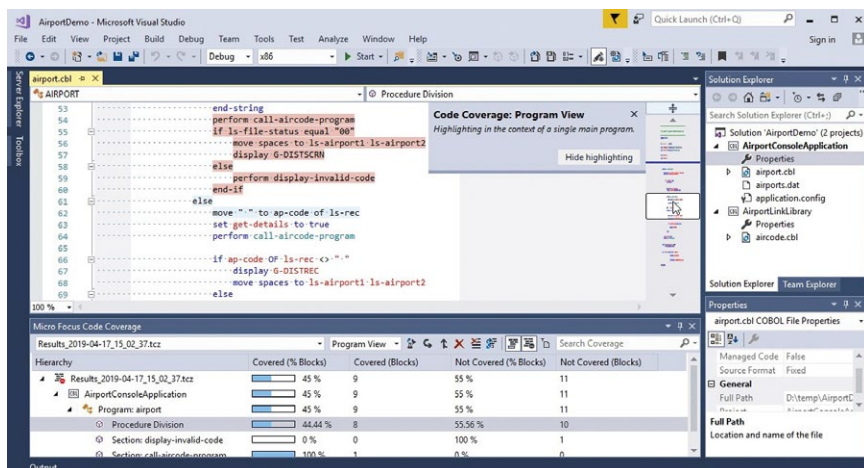 AirportDemo - Microsoft Visual Studio
Quick Launch (Ctrl+Q)
File Edit View Project Build Debug Team Tools Test Analyze Window Help
Sign in
Debug x86 Start
Server Explorer
Toolbox
airport.cbl
AIRPORT
Procedure Division
53 end-string
54 perform call-aircode-program
55 if ls-file-status equal "00"
56 move spaces to ls-airport1 ls-airport2
57 display G-DISTSCRN
58 else
59 perform display-invalid-code
60 end-if
61 else
62 move " " to ap-code of ls-rec
63 set get-details to true
64 perform call-aircode-program
65
66 if ap-code OF ls-rec <> " "
67 display G-DISTREC
68 move spaces to ls-airport1 ls-airport2
69 else
100 %
Code Coverage: Program View
Highlighting in the context of a single main program.
Hide highlighting
Solution Explorer
Search Solution Explorer (Ctrl+;)
Solution 'AirportDemo' (2 projects)
AirportConsoleApplication
Properties
airport.cbl
airports.dat
application.config
AirportLinkLibrary
Properties
aircode.cbl
Solution Explorer Team Explorer
Properties
airport.cbl COBOL File Properties
Managed Code False
Source Format Fixed
General
Full Path D:\temp\AirportD
Full Path
Location and name of the file
Micro Focus Code Coverage
Results_2019-04-17_15_02_37.tcz
Program View
Search Coverage
Hierarchy Covered (% Blocks) Covered (Blocks) Not Covered (% Blocks) Not Covered (Blocks)
Results_2019-04-17_15_02_37.tcz 45 % 9 55 % 11
AirportConsoleApplication 45 % 9 55 % 11
Program: airport 45 % 9 55 % 11
Procedure Division 44.44 % 8 55.56 % 10
Section: display-invalid-code 0 % 0 100 % 1
Section: call-aircode-program 100 % 1 0 % 0
Output